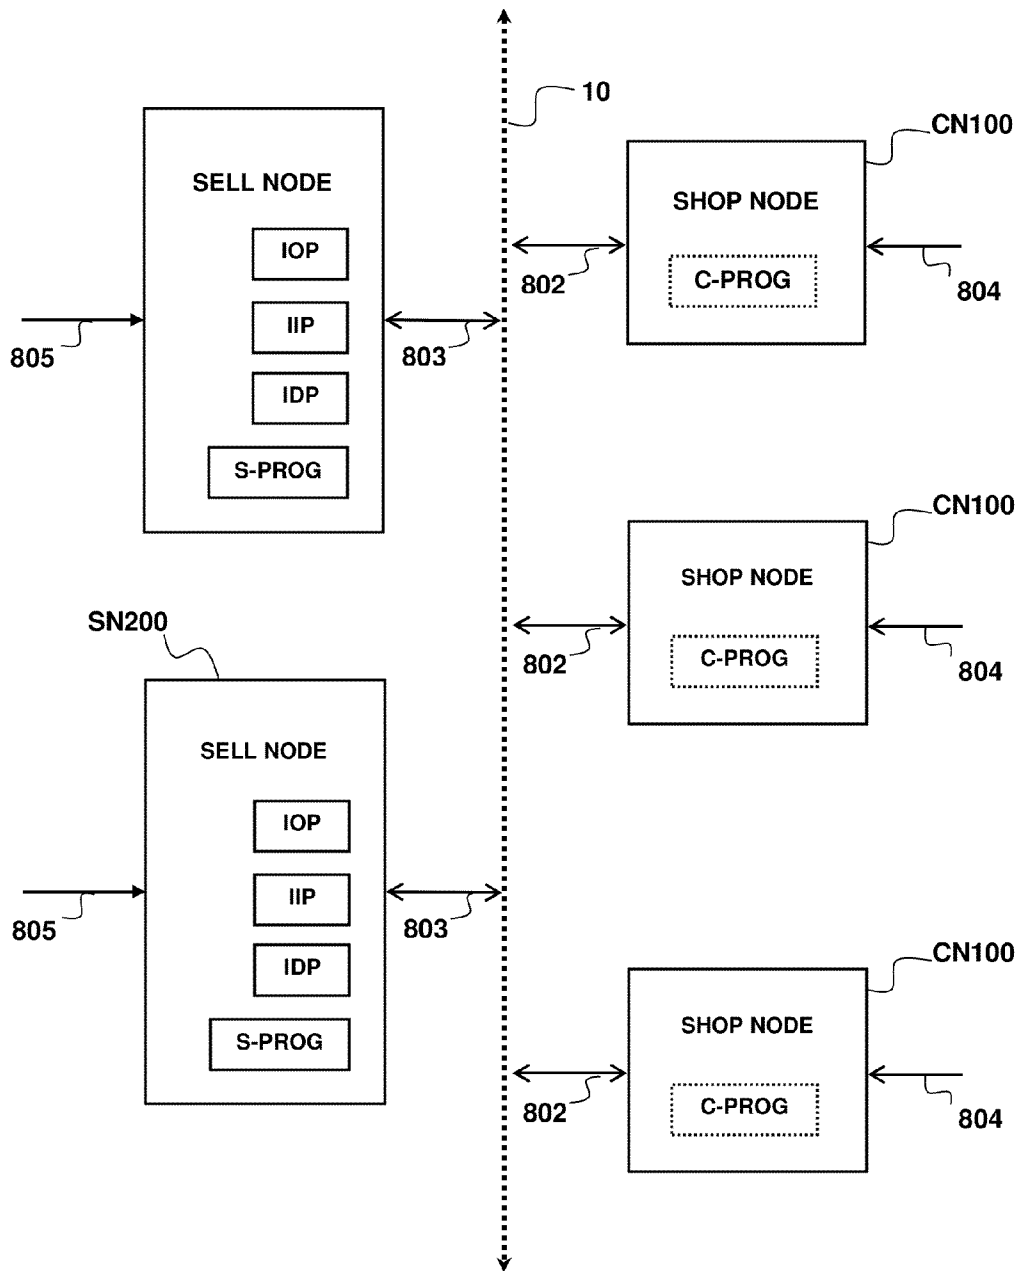 10
CN100
SELL NODE
SHOP NODE
IOP
C-PROG
802
804
IIP
805
803
IDP
S-PROG
CN100
SHOP NODE
SN200
C-PROG
802
804
SELL NODE
IOP
IIP
805
803
CN100
IDP
SHOP NODE
S-PROG
C-PROG
802
804